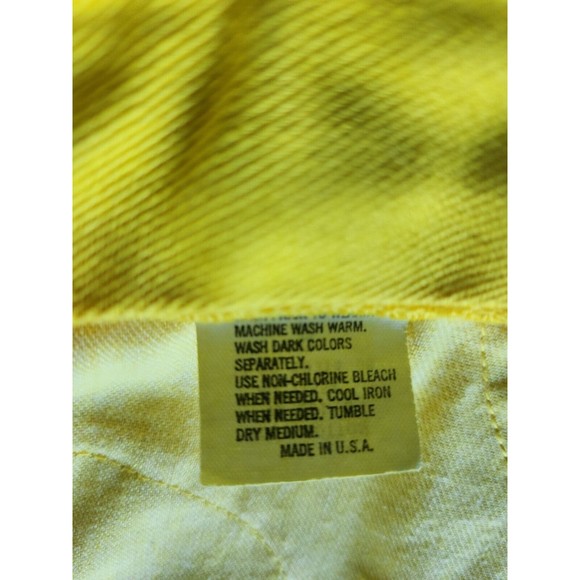 MACHINE WASH WARM.
WASH DARK COLORS
SEPARATELY.
USE NON-CHLORINE BLEACH
WHEN NEEDED. COOL IRON
WHEN NEEDED. TUMBLE
DRY MEDIUM.
MADE IN U.S.A.